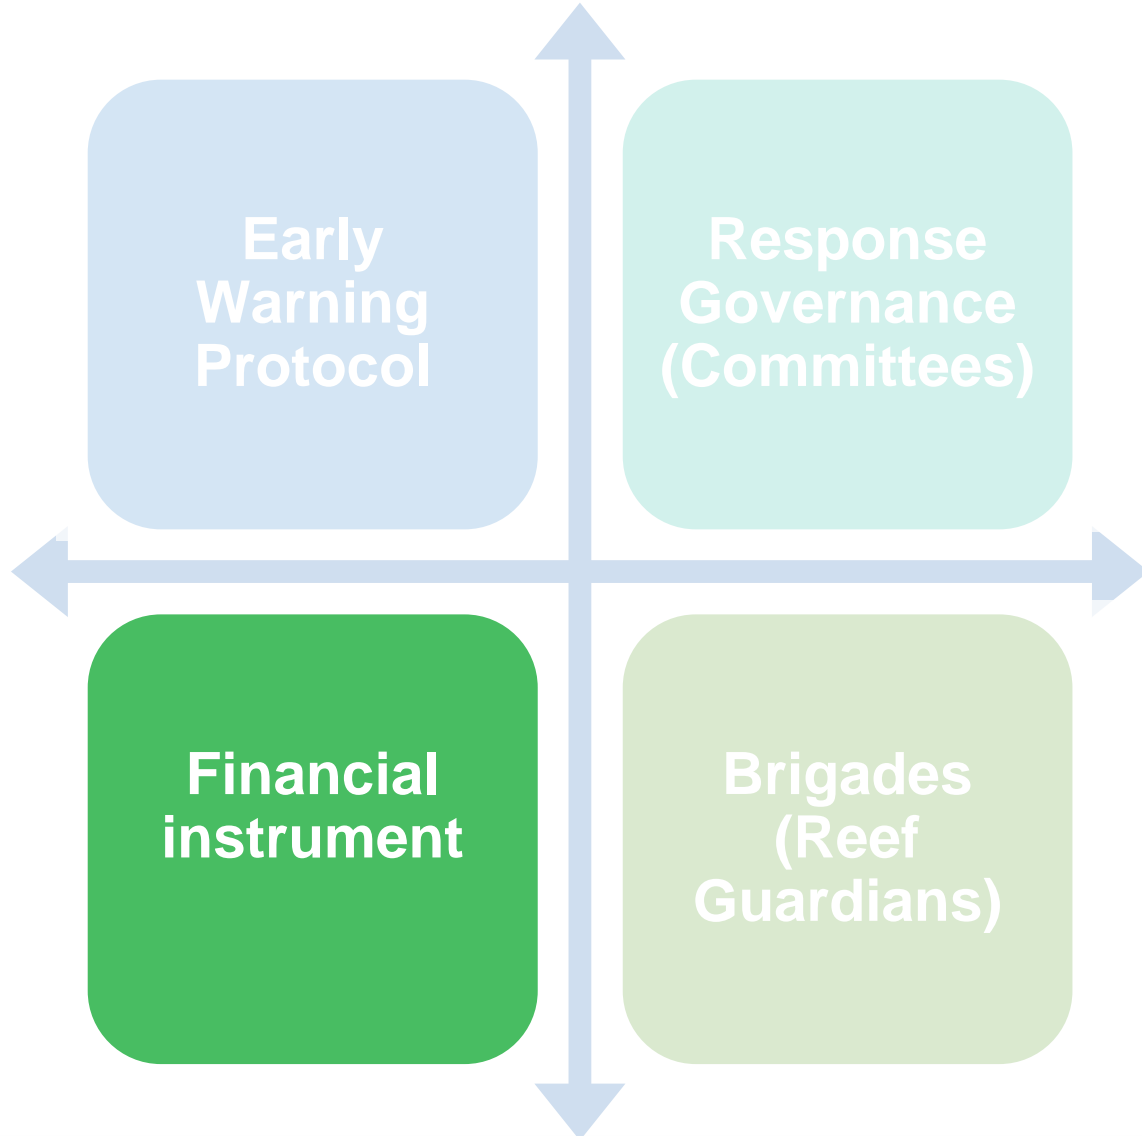 Early
Warning
Protocol
Response
Governance
(Committees)
Financial
instrument
Brigades
(Reef
Guardians)